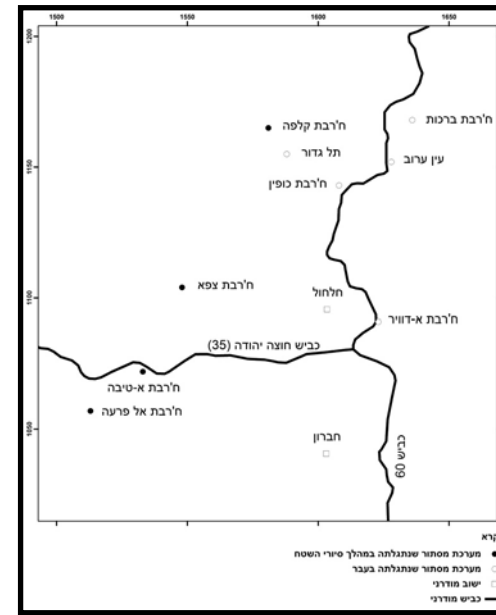 1500 1550 1600 1650
1200
ח'רבת ברכות
ח'רבת קלפה
תל גדור
1150
עין ערוב
ח'רבת כופין
ח'רבת צפא
1100
חלחול
ח'רבת א-דוויר
כביש חוצה יהודה (35)
ח'רבת א-טיבה
ח'רבת אל פרעה
1050
חברון
כביש 60
קרא
מערכת מסתור שנתגלתה במהלך סיורי השטח
מערכת מסתור שנתגלתה בעבר
ישוב מודרני
כביש מודרני